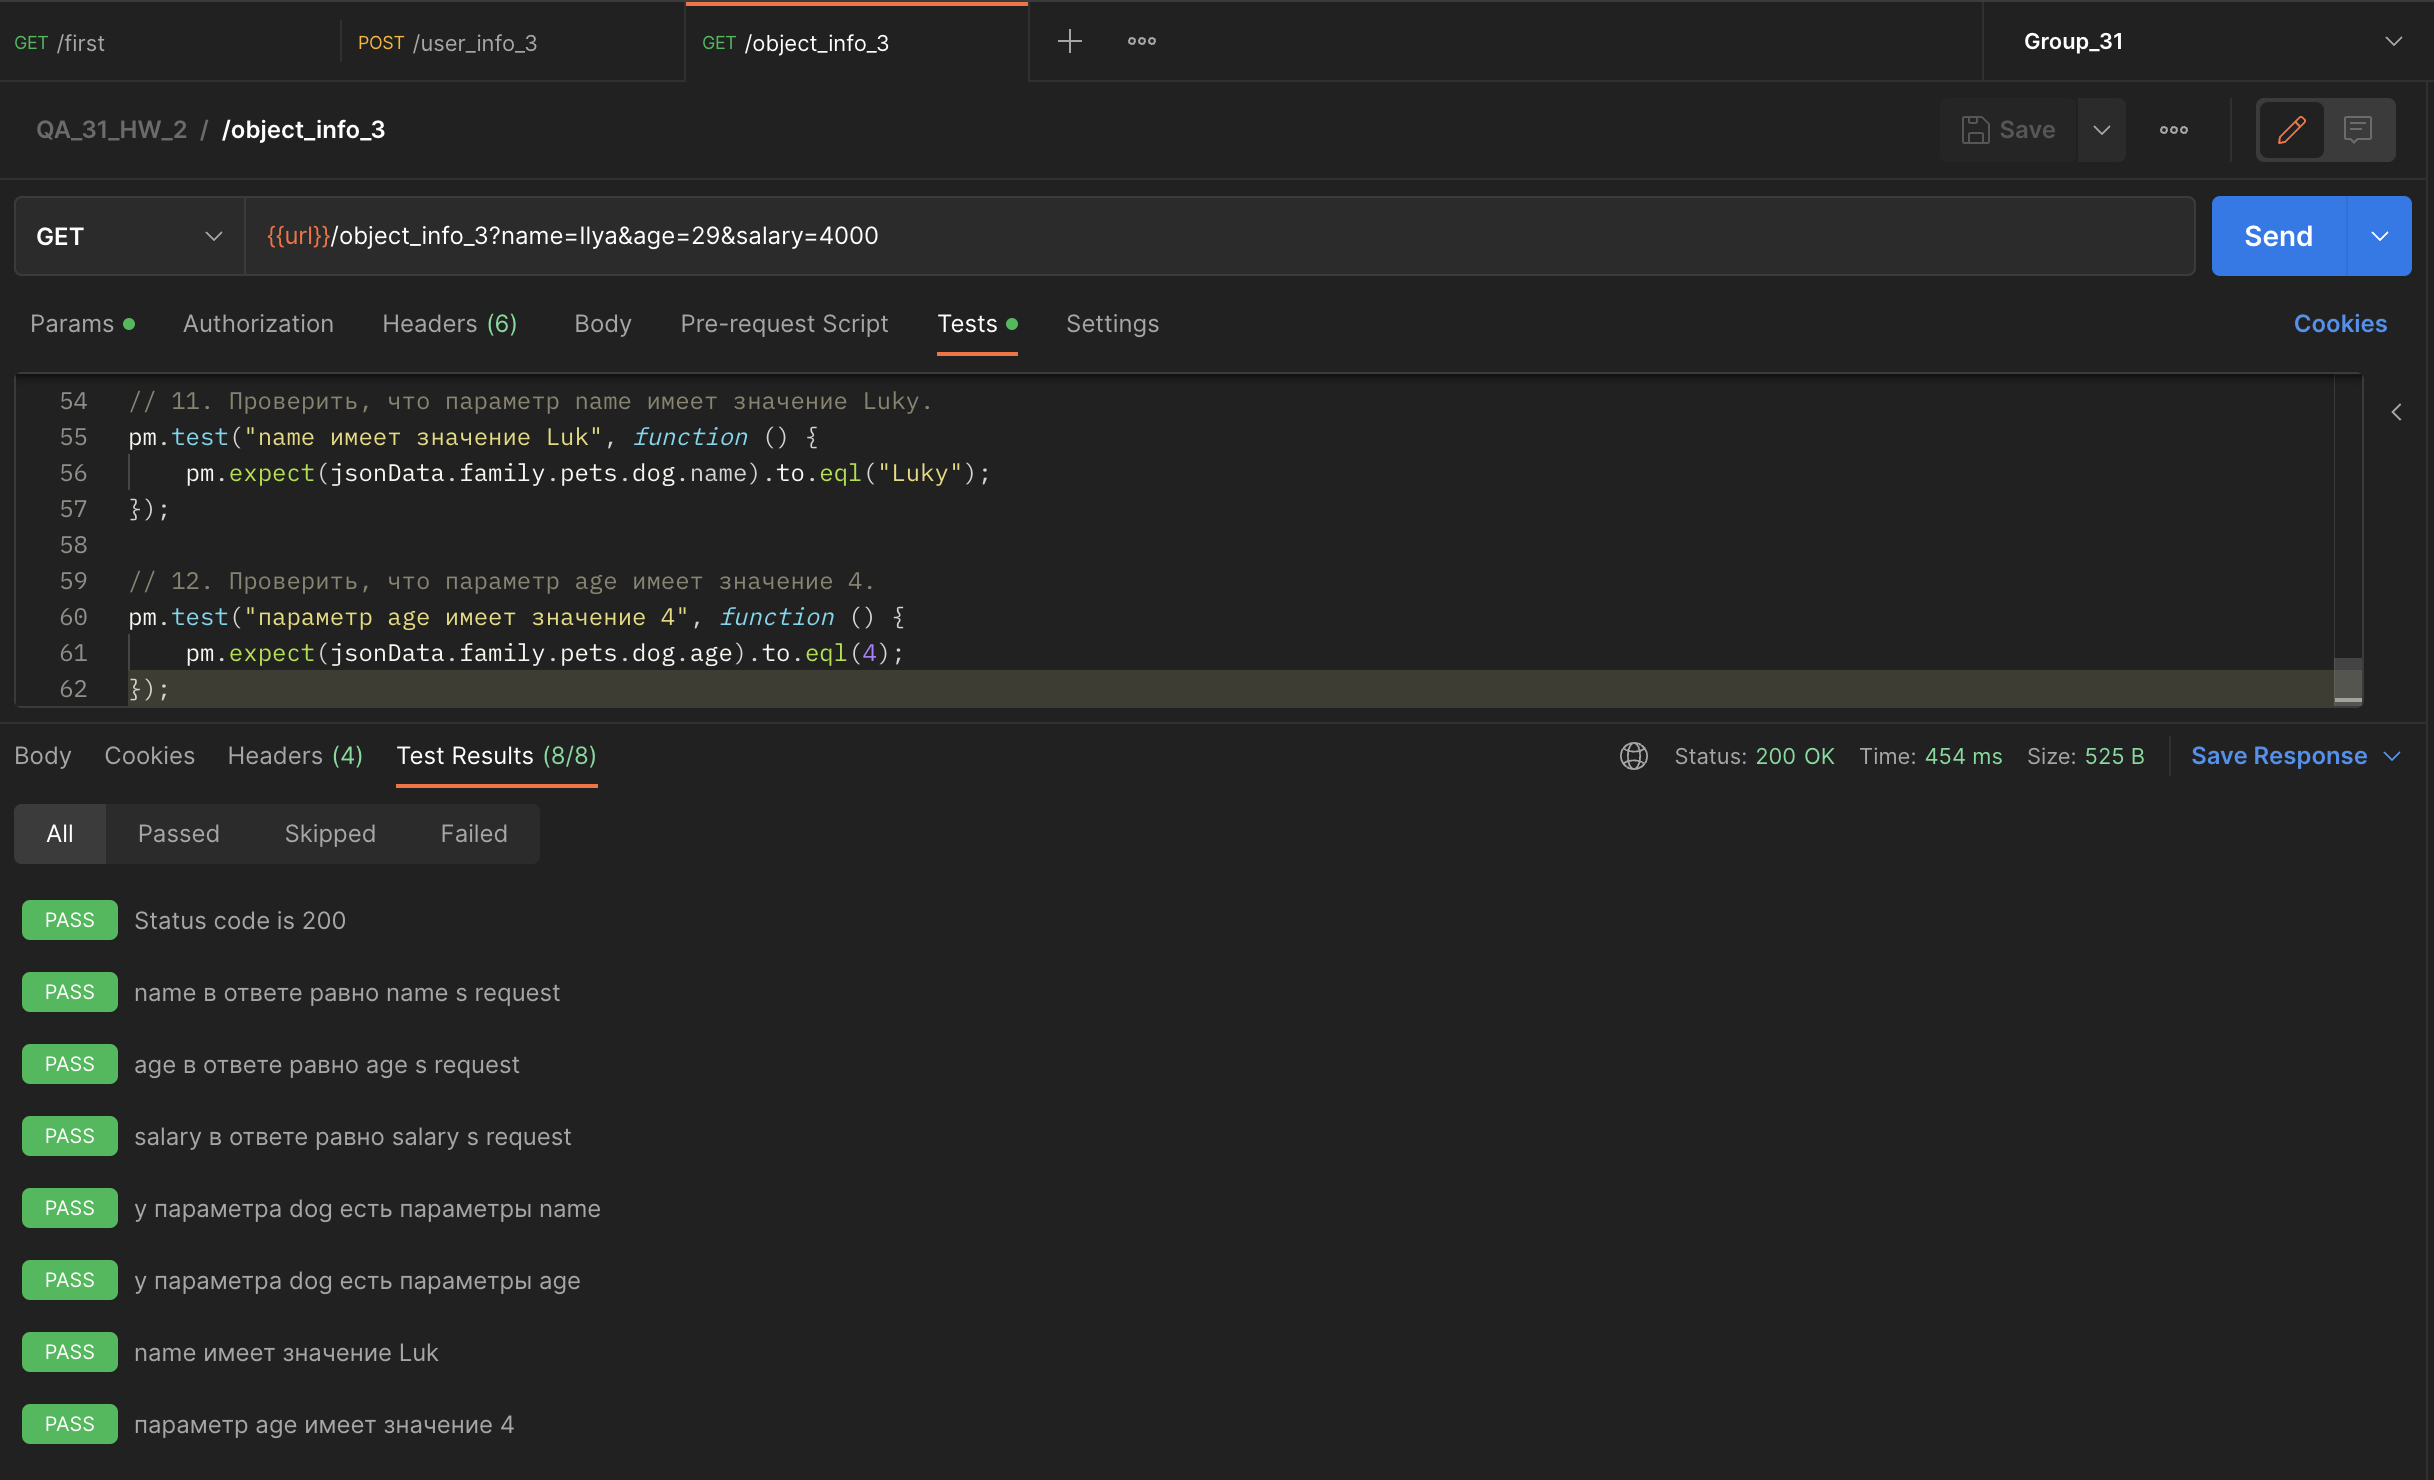 GET /first
POST /user_info_3
GET /object_info_3
Group_31
QA_31_HW_2 / /object_info_3
Save
GET
{{url}}/object_info_3?name=Ilya&age=29&salary=4000
Send
Params
Authorization
Headers (6)
Body
Pre-request Script
Tests
Settings
Cookies
54 // 11. Проверить, что параметр name имеет значение Luky.
55 pm.test("name имеет значение Luk", function () {
56 pm.expect(jsonData.family.pets.dog.name).to.eql("Luky");
57 });
58
59 // 12. Проверить, что параметр age имеет значение 4.
60 pm.test("параметр age имеет значение 4", function () {
61 pm.expect(jsonData.family.pets.dog.age).to.eql(4);
62 });
Body
Cookies
Headers (4)
Test Results (8/8)
Status: 200 OK
Time: 454 ms
Size: 525 B
Save Response
All
Passed
Skipped
Failed
PASS Status code is 200
PASS name в ответе равно name s request
PASS age в ответе равно age s request
PASS salary в ответе равно salary s request
PASS у параметра dog есть параметры name
PASS у параметра dog есть параметры age
PASS name имеет значение Luk
PASS параметр age имеет значение 4